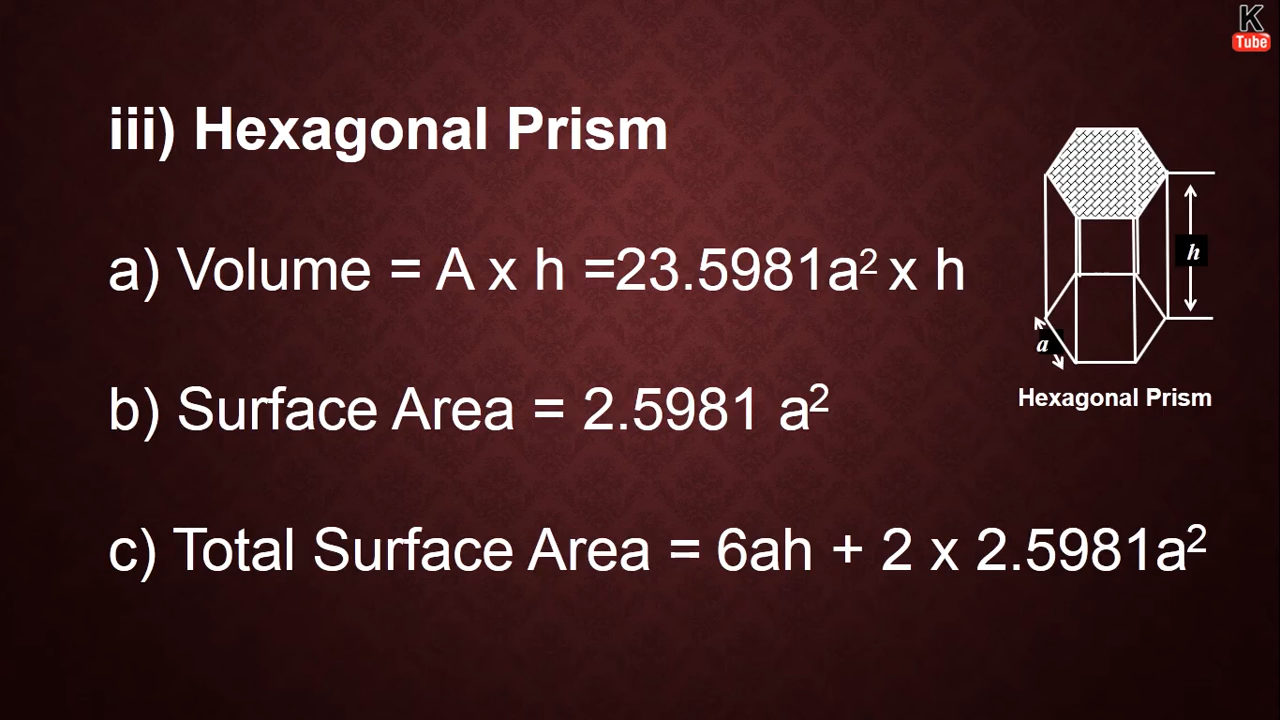 K
Tube
iii) Hexagonal Prism
a) Volume = A x h =23.5981a² x h
h
a
Hexagonal Prism
b) Surface Area = 2.5981 a²
c) Total Surface Area = 6ah + 2 x 2.5981a²